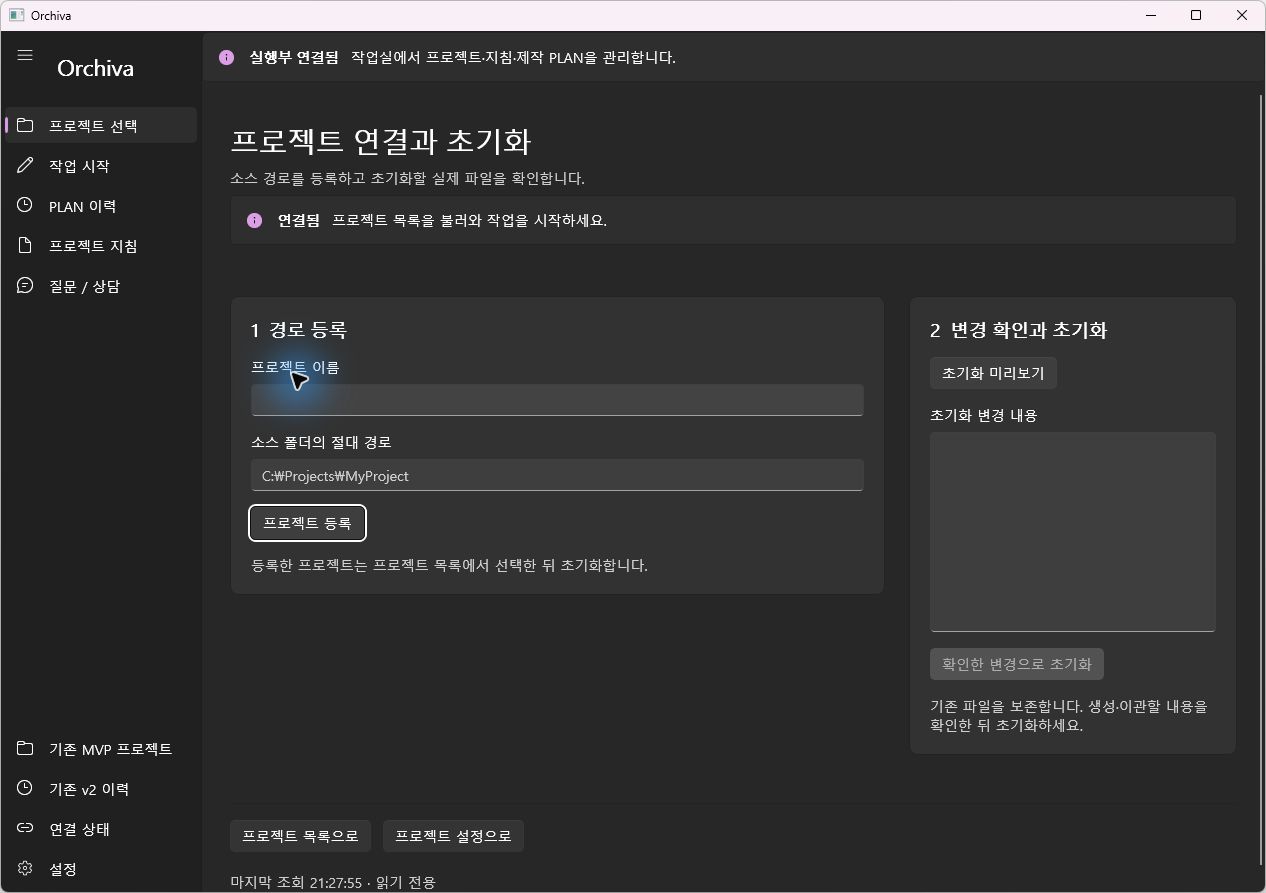 Orchiva
Orchiva
실행부 연결됨 작업실에서 프로젝트·지침·제작 PLAN을 관리합니다.
프로젝트 선택
작업 시작
PLAN 이력
프로젝트 지침
질문 / 상담
프로젝트 연결과 초기화
소스 경로를 등록하고 초기화할 실제 파일을 확인합니다.
연결됨 프로젝트 목록을 불러와 작업을 시작하세요.
1 경로 등록
프로젝트 이름
소스 폴더의 절대 경로
C:₩Projects₩MyProject
프로젝트 등록
등록한 프로젝트는 프로젝트 목록에서 선택한 뒤 초기화합니다.
2 변경 확인과 초기화
초기화 미리보기
초기화 변경 내용
확인한 변경으로 초기화
기존 파일을 보존합니다. 생성·이관할 내용을
확인한 뒤 초기화하세요.
기존 MVP 프로젝트
기존 v2 이력
연결 상태
설정
프로젝트 목록으로
프로젝트 설정으로
마지막 조회 21:27:55 · 읽기 전용